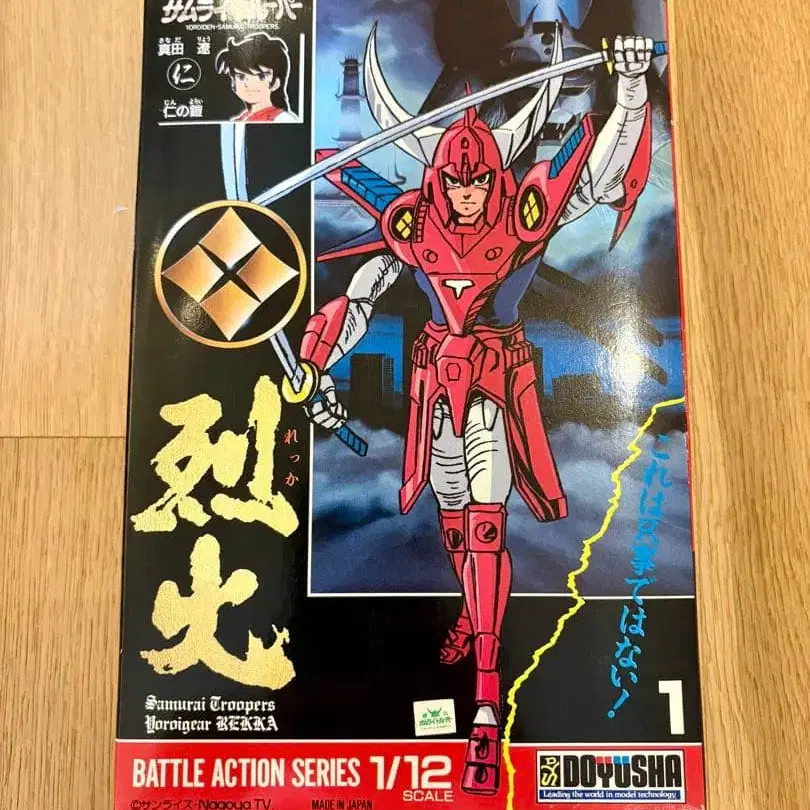 サムライトルーパー
YOROIDEN-SAMURAI-TROOPERS.
さなだ りょう
真田 遼
仁
じん よろい
仁の鎧
烈火
れっか
これは只事ではない!
Samurai Troopers
Yoroigear REKKA
1
BATTLE ACTION SERIES 1/12
SCALE
DOYUSHA
Leading the world in model technology.
©サンライズ・Nagoya TV.
MADE IN JAPAN